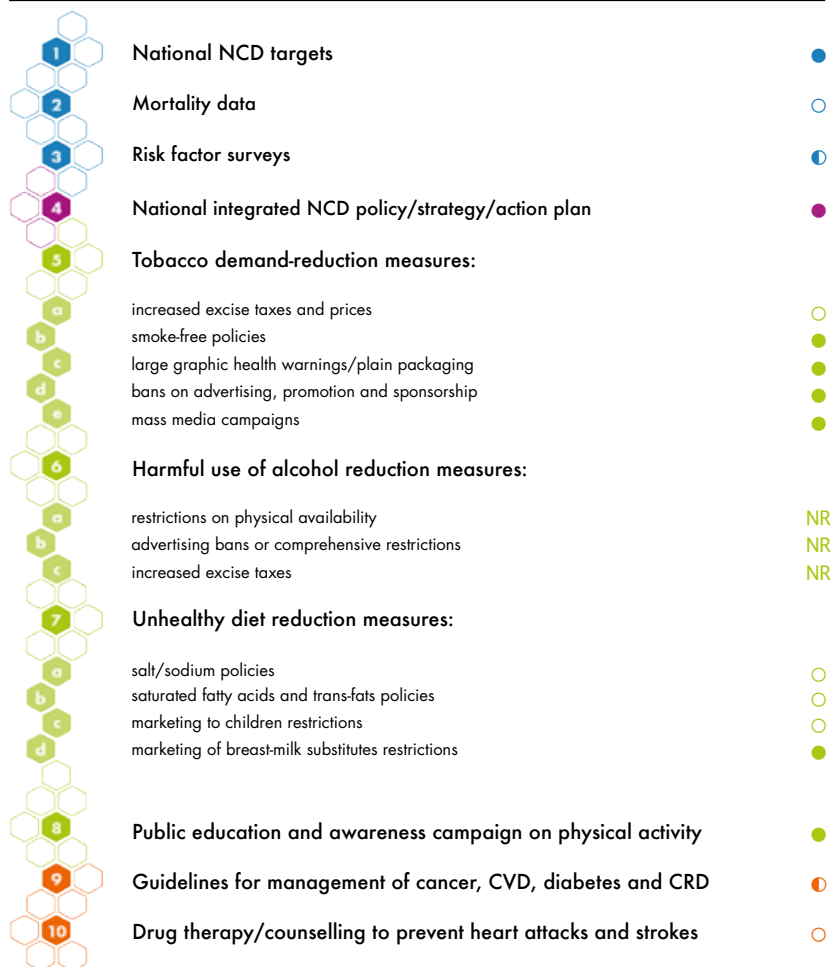 1 National NCD targets ●
2 Mortality data ○
3 Risk factor surveys ◐
4 National integrated NCD policy/strategy/action plan ●
5 Tobacco demand-reduction measures:
a increased excise taxes and prices ○
b smoke-free policies ●
c large graphic health warnings/plain packaging ●
d bans on advertising, promotion and sponsorship ●
e mass media campaigns ●
6 Harmful use of alcohol reduction measures:
a restrictions on physical availability NR
b advertising bans or comprehensive restrictions NR
c increased excise taxes NR
7 Unhealthy diet reduction measures:
a salt/sodium policies ○
b saturated fatty acids and trans-fats policies ○
c marketing to children restrictions ○
d marketing of breast-milk substitutes restrictions ●
8 Public education and awareness campaign on physical activity ●
9 Guidelines for management of cancer, CVD, diabetes and CRD ◐
10 Drug therapy/counselling to prevent heart attacks and strokes ○